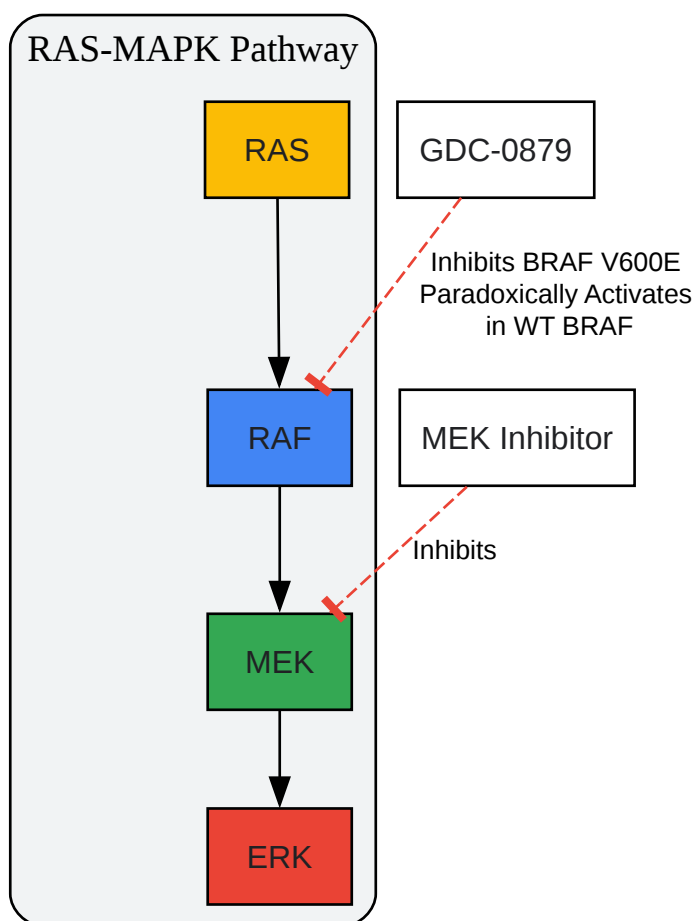 RAS-MAPK Pathway
RAS
GDC-0879
Inhibits BRAF V600E
Paradoxically Activates
in WT BRAF
RAF
MEK Inhibitor
Inhibits
MEK
ERK